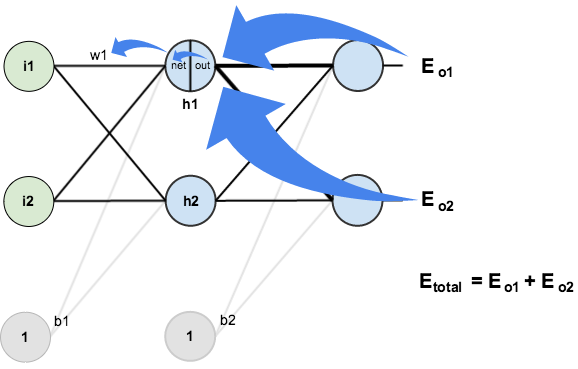 w1
i1
net
out
E o1
h1
i2
h2
E o2
E total = E o1 + E o2
b1
b2
1
1